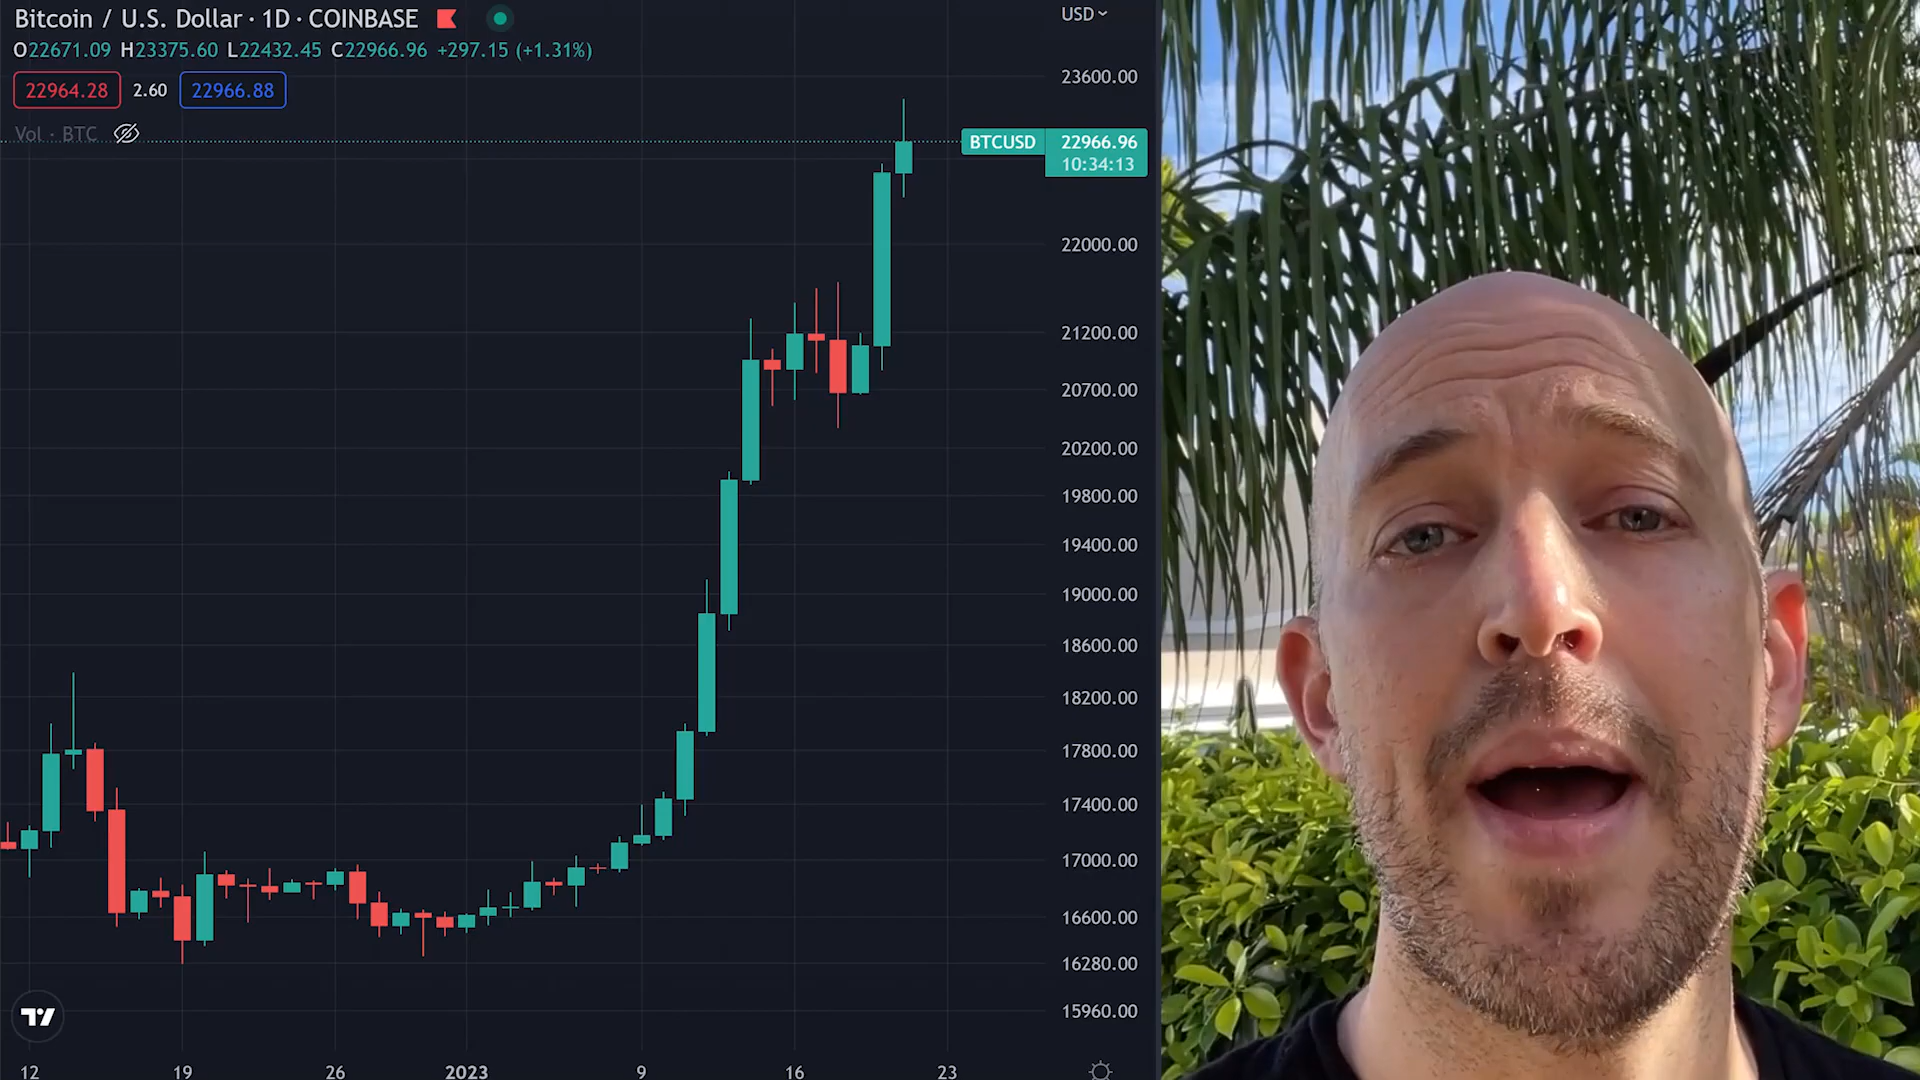 Bitcoin / U.S. Dollar · 1D · COINBASE
O22671.09 H23375.60 L22432.45 C22966.96 +297.15 (+1.31%)
22964.28 2.60 22966.88
Vol · BTC
USD
23600.00
BTCUSD 22966.96
10:34:13
22000.00
21200.00
20700.00
20200.00
19800.00
19400.00
19000.00
18600.00
18200.00
17800.00
17400.00
17000.00
16600.00
16280.00
15960.00
12 19 26 2023 9 16 23